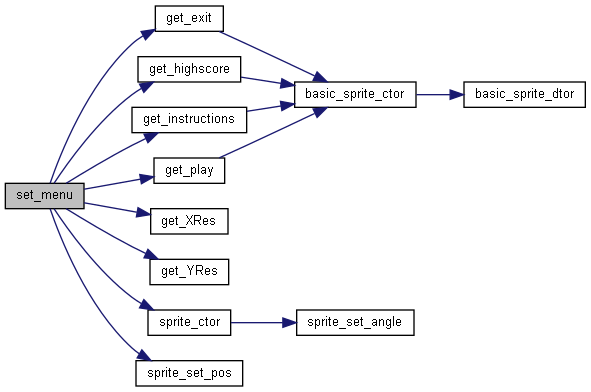 get_exit
get_highscore
basic_sprite_ctor
basic_sprite_dtor
get_instructions
get_play
set_menu
get_XRes
get_YRes
sprite_ctor
sprite_set_angle
sprite_set_pos